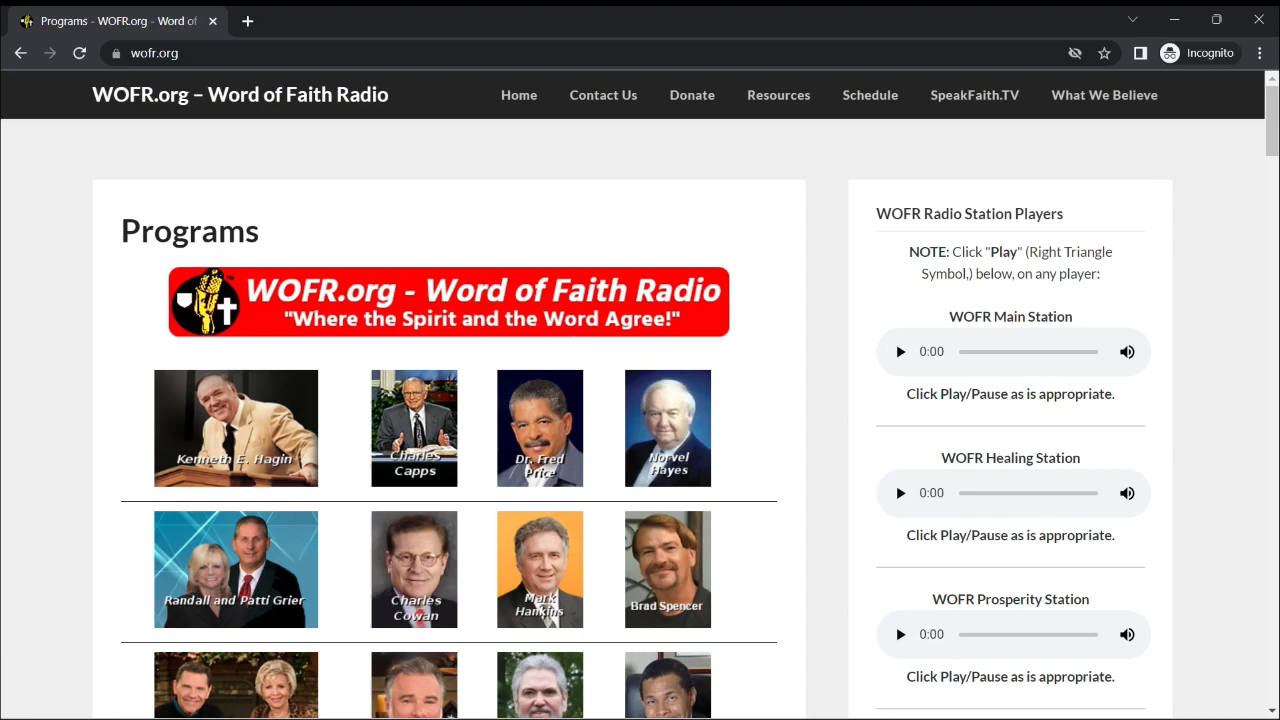 Programs - WOFR.org - Word of
wofr.org
Incognito
WOFR.org – Word of Faith Radio
Home
Contact Us
Donate
Resources
Schedule
SpeakFaith.TV
What We Believe
Programs
WOFR.org - Word of Faith Radio
"Where the Spirit and the Word Agree!"
Kenneth E. Hagin
Charles
Capps
Dr. Fred
Price
Norvel
Hayes
Randall and Patti Grier
Charles
Cowan
Mark
Hankins
Brad Spencer
WOFR Radio Station Players
NOTE: Click "Play" (Right Triangle
Symbol,) below, on any player:
WOFR Main Station
0:00
Click Play/Pause as is appropriate.
WOFR Healing Station
0:00
Click Play/Pause as is appropriate.
WOFR Prosperity Station
0:00
Click Play/Pause as is appropriate.